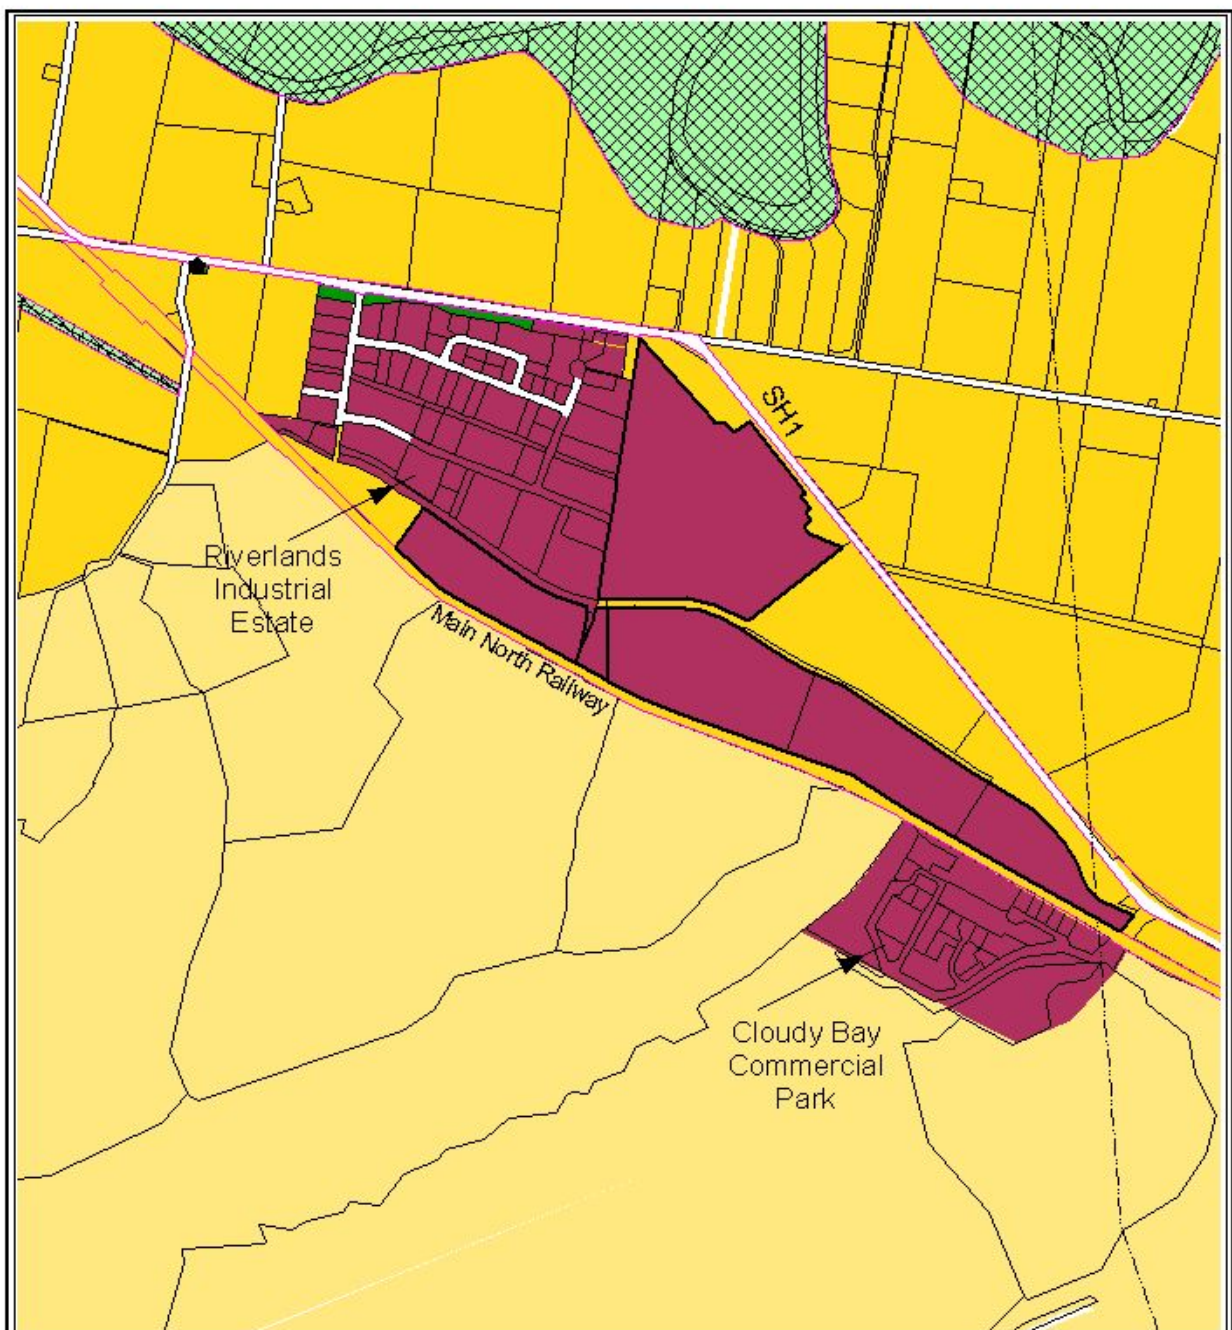 SH1
Riverlands
Industrial
Estate
Main North Railway
Cloudy Bay
Commercial
Park